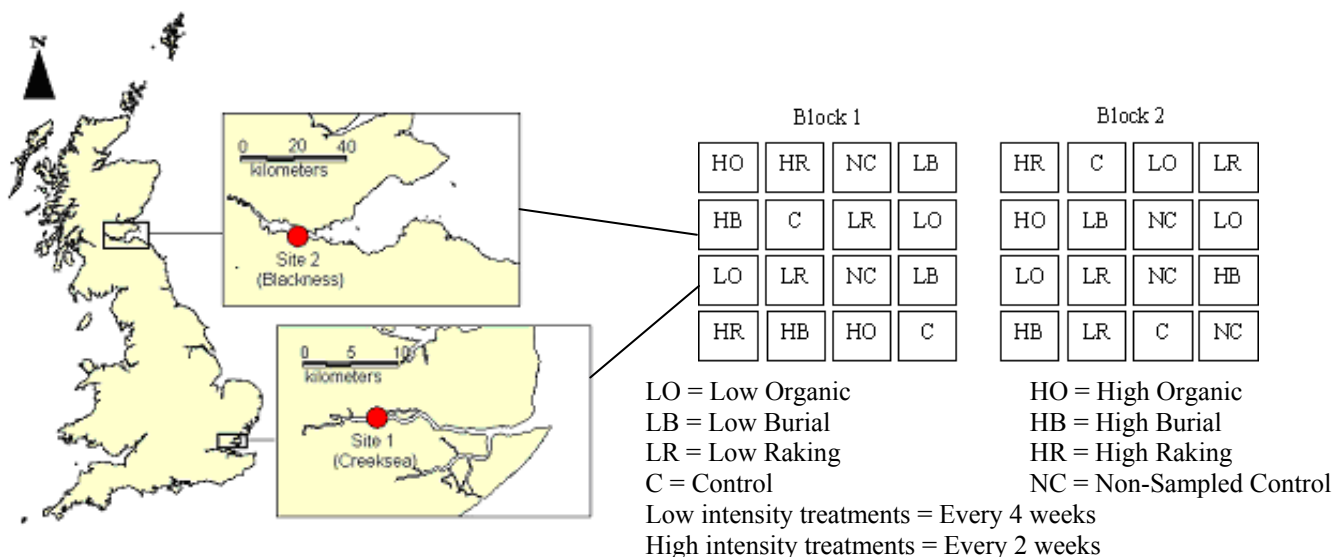 N
0 20 40
kilometers
Site 2
(Blackness)
0 5 10
kilometers
Site 1
(Creeksea)
Block 1
HO HR NC LB
HB C LR LO
LO LR NC LB
HR HB HO C
Block 2
HR C LO LR
HO LB NC LO
LO LR NC HB
HB LR C NC
LO = Low Organic
LB = Low Burial
LR = Low Raking
C = Control
HO = High Organic
HB = High Burial
HR = High Raking
NC = Non-Sampled Control
Low intensity treatments = Every 4 weeks
High intensity treatments = Every 2 weeks